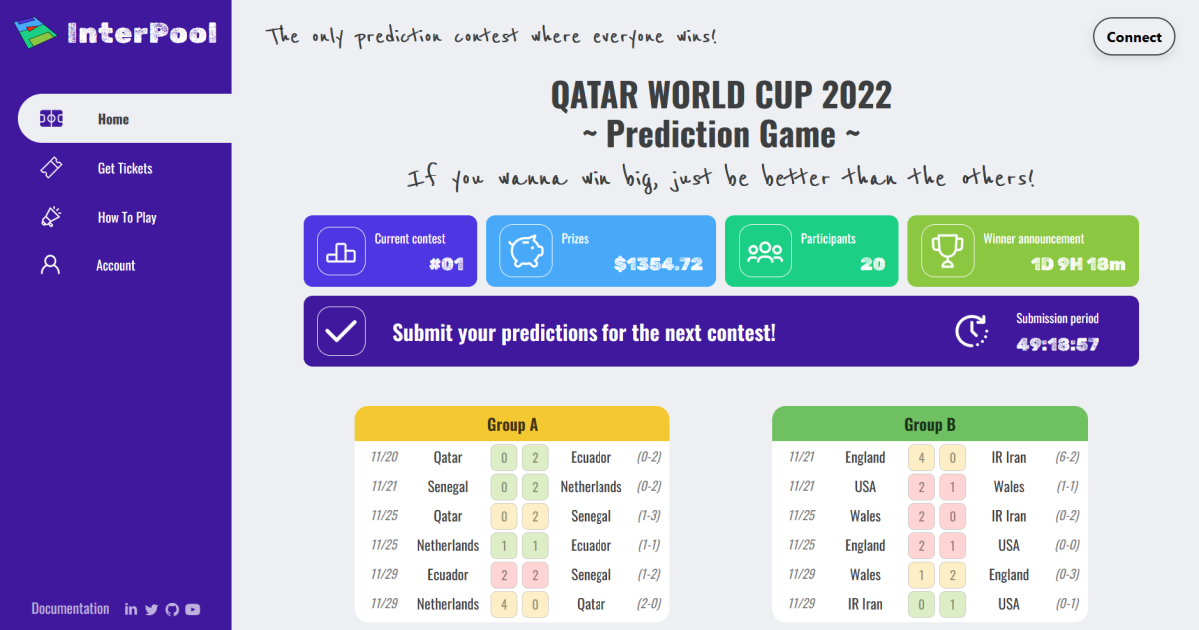 InterPool
The only prediction contest where everyone wins!
Connect
Home
Get Tickets
How To Play
Account
Documentation
QATAR WORLD CUP 2022
~ Prediction Game ~
If you wanna win big, just be better than the others!
Current contest
#01
Prizes
$1354.72
Participants
20
Winner announcement
1D 9H 18m
Submit your predictions for the next contest!
Submission period
49:18:57
Group A
11/20 Qatar 0 2 Ecuador (0-2)
11/21 Senegal 0 2 Netherlands (0-2)
11/25 Qatar 0 2 Senegal (1-3)
11/25 Netherlands 1 1 Ecuador (1-1)
11/29 Ecuador 2 2 Senegal (1-2)
11/29 Netherlands 4 0 Qatar (2-0)
Group B
11/21 England 4 0 IR Iran (6-2)
11/21 USA 2 1 Wales (1-1)
11/25 Wales 2 0 IR Iran (0-2)
11/25 England 2 1 USA (0-0)
11/29 Wales 1 2 England (0-3)
11/29 IR Iran 0 1 USA (0-1)